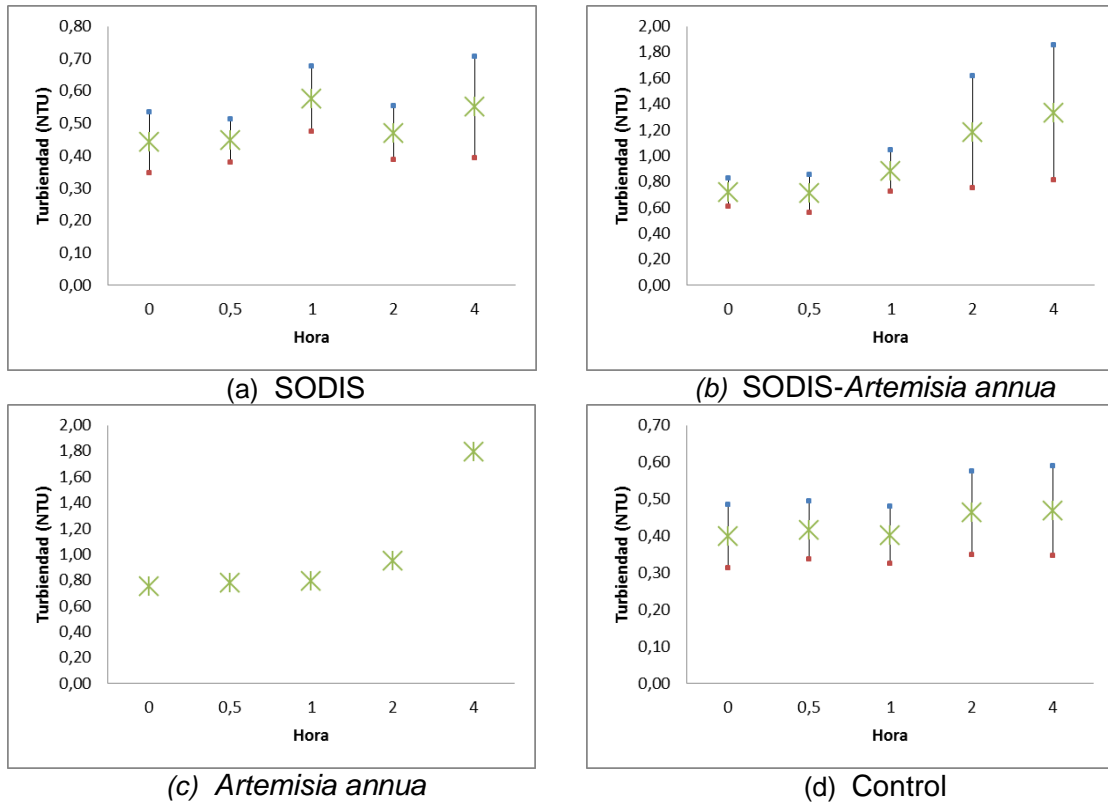 0,80
0,70
0,60
0,50
0,40
0,30
0,20
0,10
0,00
Turbiendad (NTU)
0 0,5 1 2 4
Hora
(a) SODIS
2,00
1,80
1,60
1,40
1,20
1,00
0,80
0,60
0,40
0,20
0,00
Turbiendad (NTU)
0 0,5 1 2 4
Hora
(b) SODIS-Artemisia annua
2,00
1,80
1,60
1,40
1,20
1,00
0,80
0,60
0,40
0,20
0,00
Turbiendad (NTU)
0 0,5 1 2 4
Hora
(c) Artemisia annua
0,70
0,60
0,50
0,40
0,30
0,20
0,10
0,00
Turbiendad (NTU)
0 0,5 1 2 4
Hora
(d) Control